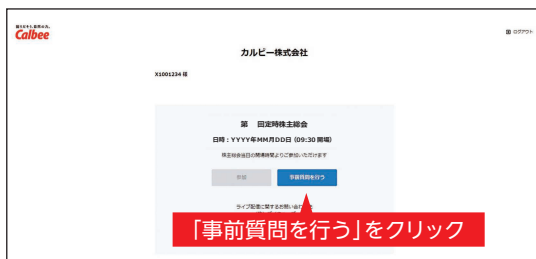 Calbee
ログアウト
カルビー株式会社
X1001234 様
第 回定時株主総会
日時：YYYY年MM月DD日 (09:30 開場)
株主総会当日の開場時間よりご参加いただけます
事前質問を行う
ライブ配信に関するお問い合わせ
「事前質問を行う」をクリック